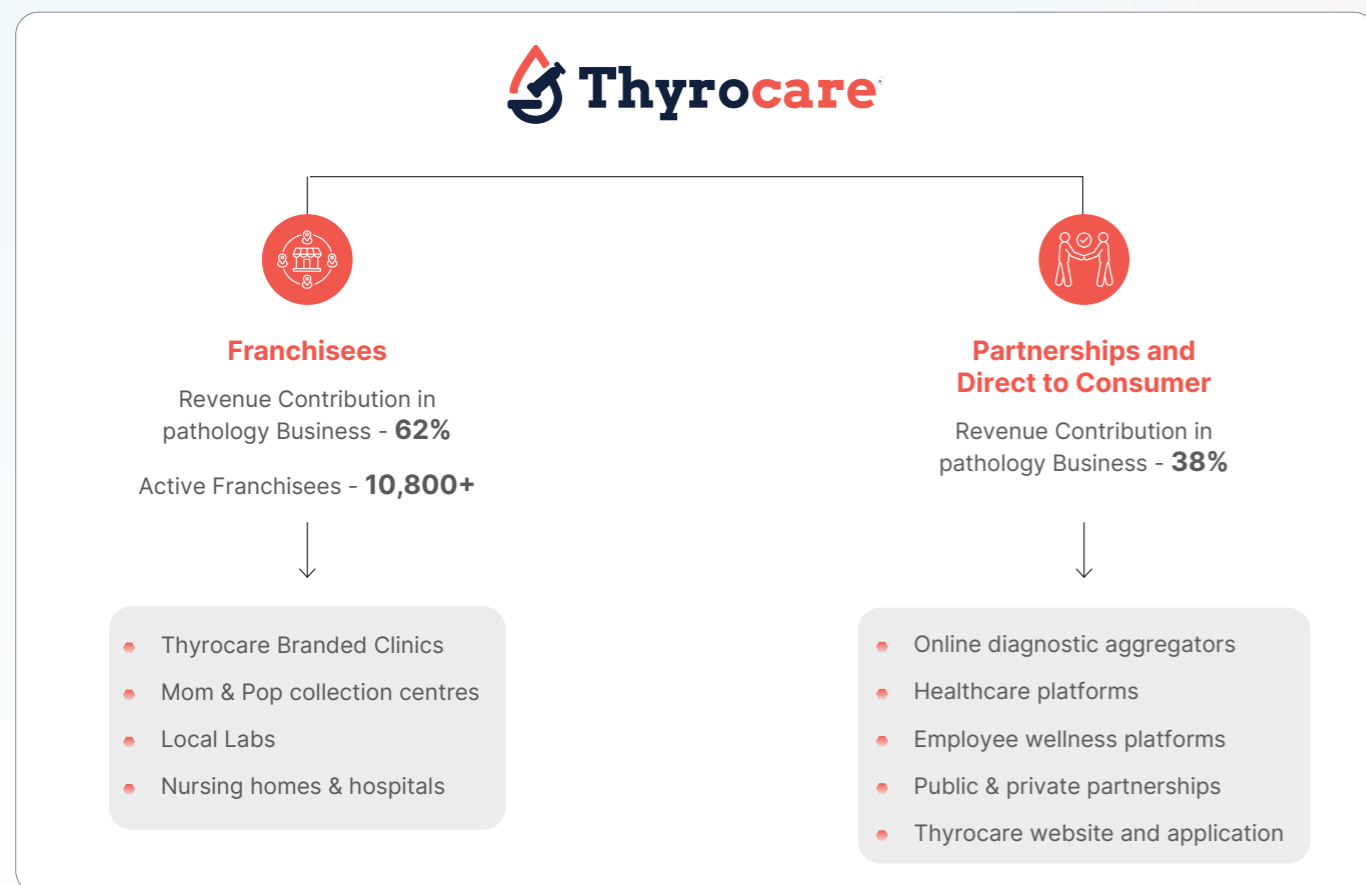 Thyrocare
Franchisees
Revenue Contribution in
pathology Business - 62%
Active Franchisees - 10,800+
Thyrocare Branded Clinics
Mom & Pop collection centres
Local Labs
Nursing homes & hospitals
Partnerships and
Direct to Consumer
Revenue Contribution in
pathology Business - 38%
Online diagnostic aggregators
Healthcare platforms
Employee wellness platforms
Public & private partnerships
Thyrocare website and application